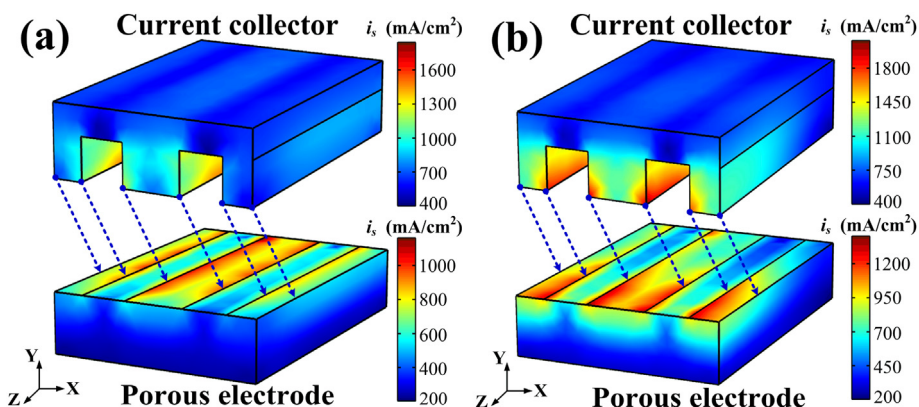 (a)
Current collector
i_s (mA/cm²)
1600
1300
1000
700
400
i_s (mA/cm²)
1000
800
600
400
200
Y
X
Z
Porous electrode
(b)
Current collector
i_s (mA/cm²)
1800
1450
1100
750
400
i_s (mA/cm²)
1200
950
700
450
200
Y
X
Z
Porous electrode